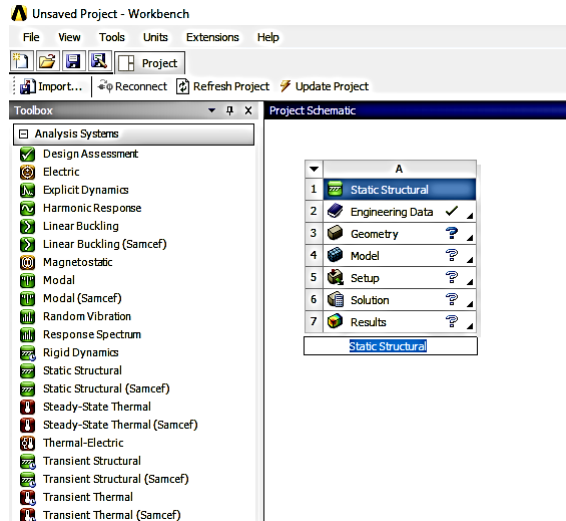 Unsaved Project - Workbench
File View Tools Units Extensions Help
Project
Import... Reconnect Refresh Project Update Project
Toolbox
Project Schematic
Analysis Systems
Design Assessment
Electric
Explicit Dynamics
Harmonic Response
Linear Buckling
Linear Buckling (Samcef)
Magnetostatic
Modal
Modal (Samcef)
Random Vibration
Response Spectrum
Rigid Dynamics
Static Structural
Static Structural (Samcef)
Steady-State Thermal
Steady-State Thermal (Samcef)
Thermal-Electric
Transient Structural
Transient Structural (Samcef)
Transient Thermal
Transient Thermal (Samcef)
A
1 Static Structural
2 Engineering Data ✓
3 Geometry ?
4 Model ?
5 Setup ?
6 Solution ?
7 Results ?
Static Structural